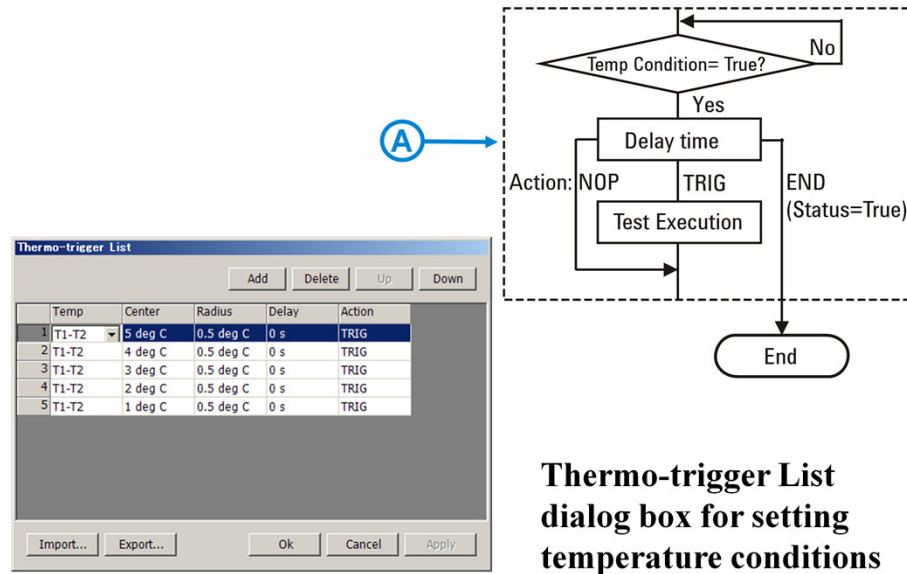 Temp Condition= True?
No
Yes
A
Delay time
Action: NOP
TRIG
END
(Status=True)
Test Execution
End
Thermo-trigger List
Add Delete Up Down
Temp Center Radius Delay Action
1 T1-T2 5 deg C 0.5 deg C 0 s TRIG
2 T1-T2 4 deg C 0.5 deg C 0 s TRIG
3 T1-T2 3 deg C 0.5 deg C 0 s TRIG
4 T1-T2 2 deg C 0.5 deg C 0 s TRIG
5 T1-T2 1 deg C 0.5 deg C 0 s TRIG
Import... Export... Ok Cancel Apply
Thermo-trigger List
dialog box for setting
temperature conditions